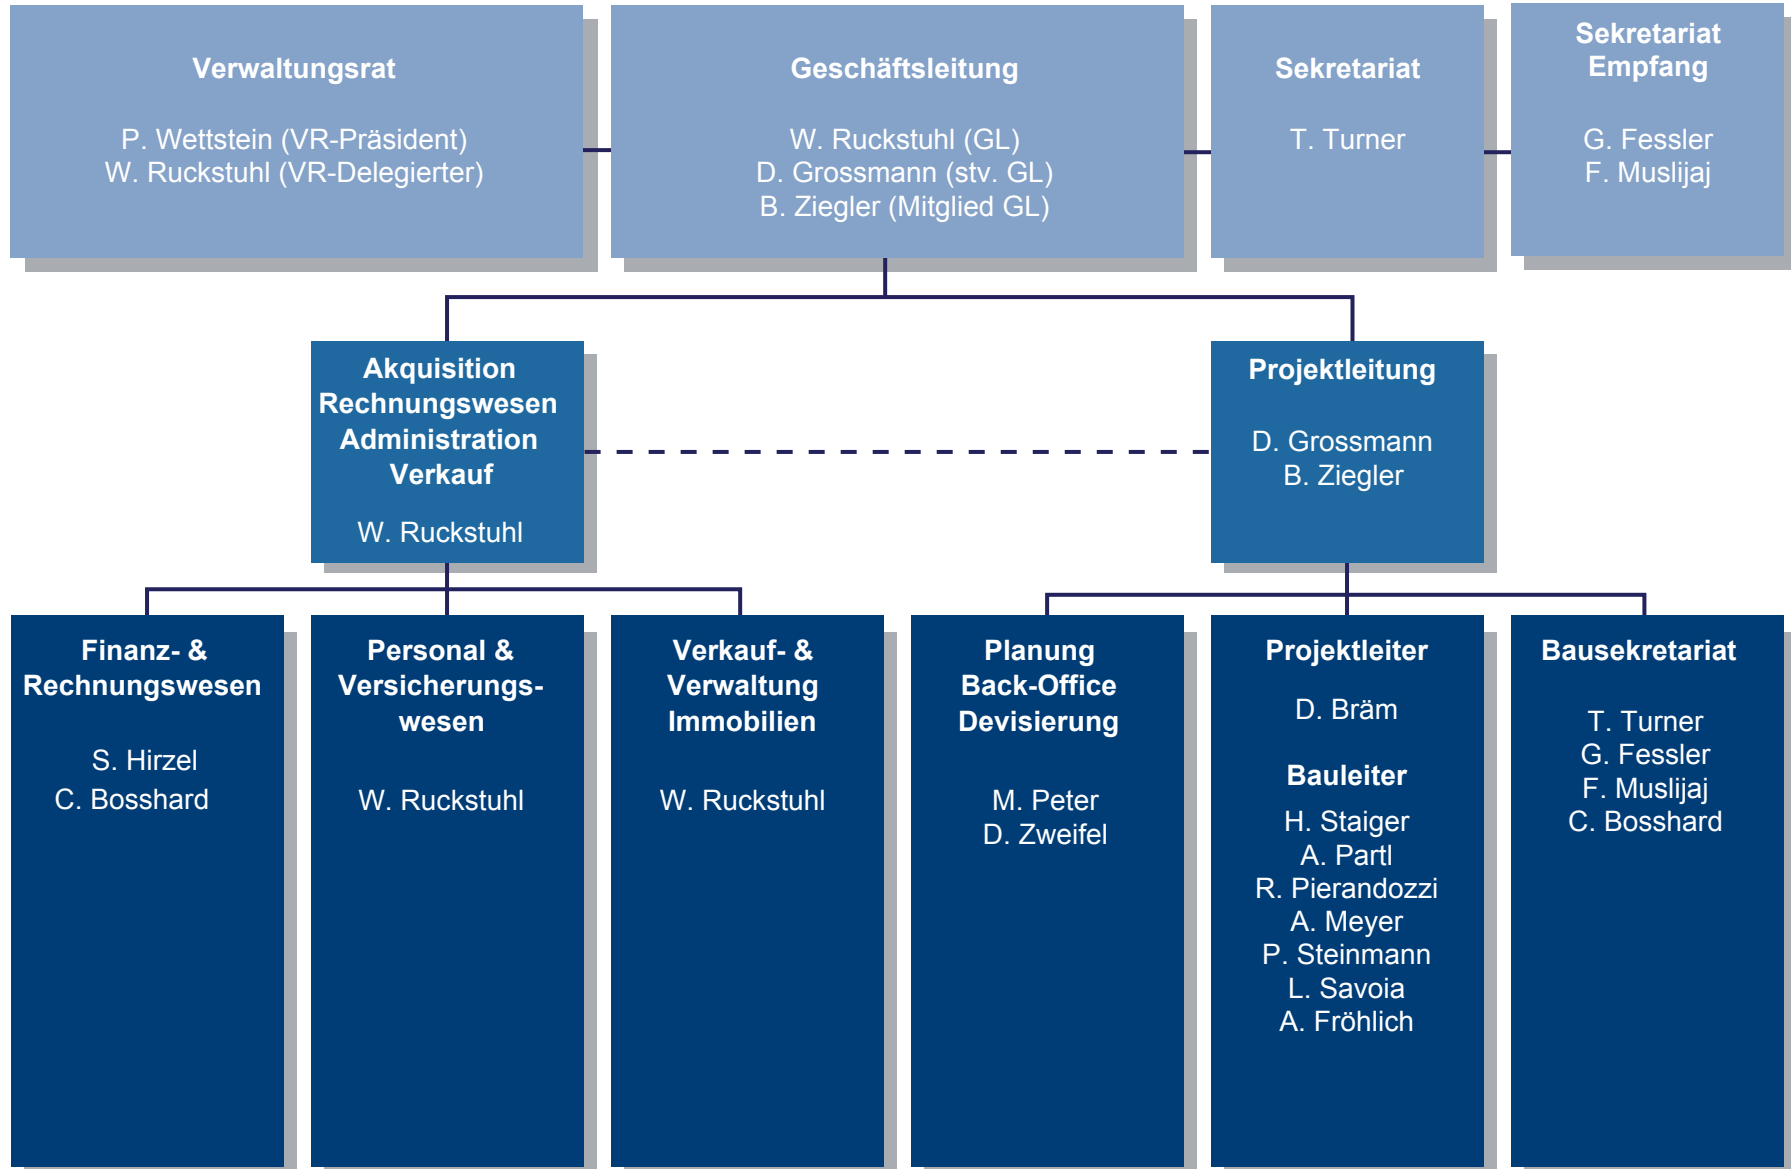 Verwaltungsrat
P. Wettstein (VR-Präsident)
W. Ruckstuhl (VR-Delegierter)
Geschäftsleitung
W. Ruckstuhl (GL)
D. Grossmann (stv. GL)
B. Ziegler (Mitglied GL)
Sekretariat
T. Turner
Sekretariat
Empfang
G. Fessler
F. Muslijaj
Akquisition
Rechnungswesen
Administration
Verkauf
W. Ruckstuhl
Projektleitung
D. Grossmann
B. Ziegler
Finanz- &
Rechnungswesen
S. Hirzel
C. Bosshard
Personal &
Versicherungs-
wesen
W. Ruckstuhl
Verkauf- &
Verwaltung
Immobilien
W. Ruckstuhl
Planung
Back-Office
Devisierung
M. Peter
D. Zweifel
Projektleiter
D. Bräm
Bauleiter
H. Staiger
A. Partl
R. Pierandozzi
A. Meyer
P. Steinmann
L. Savoia
A. Fröhlich
Bausekretariat
T. Turner
G. Fessler
F. Muslijaj
C. Bosshard